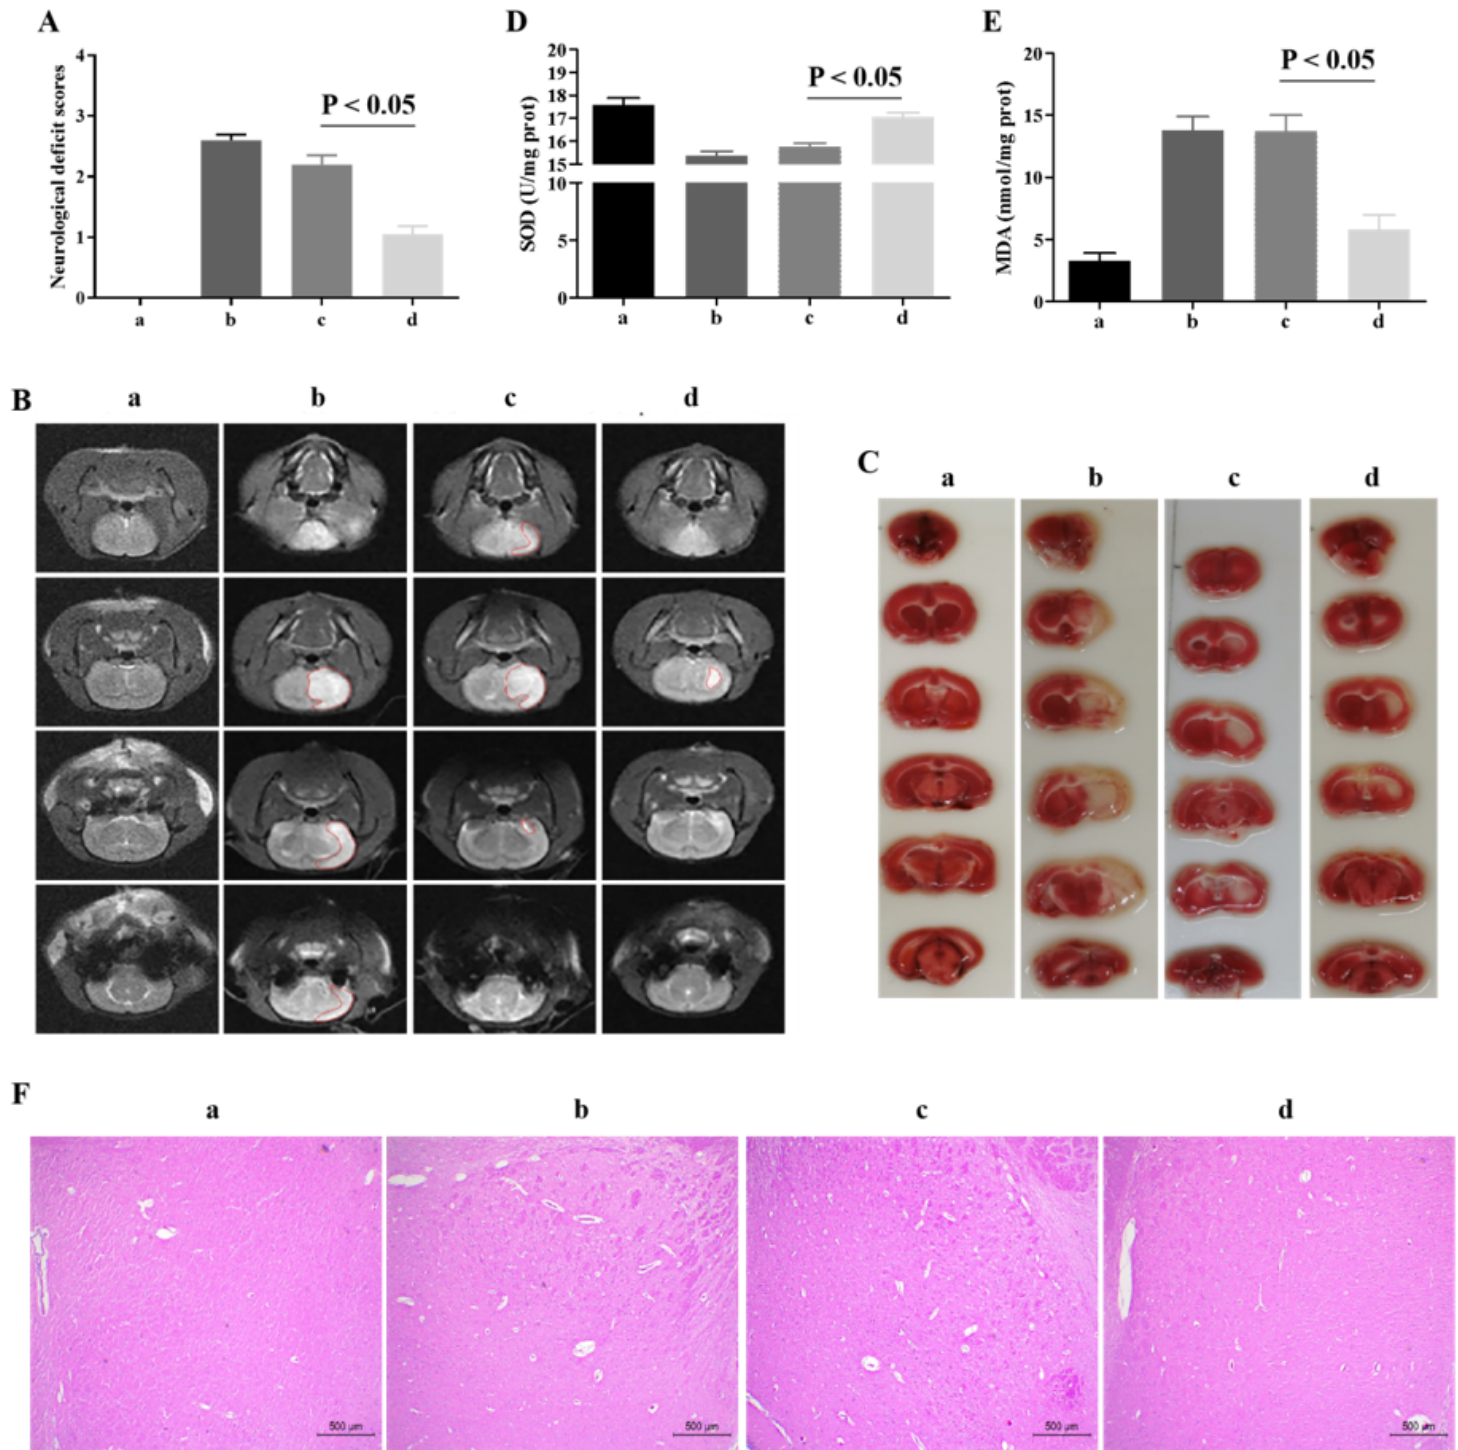 A
Neurological deficit scores
4
3
2
1
0
P < 0.05
a b c d
D
SOD (U/mg prot)
20
19
18
17
16
15
10
5
0
P < 0.05
a b c d
E
MDA (nmol/mg prot)
20
15
10
5
0
P < 0.05
a b c d
B
a b c d
C
a b c d
F
a b c d
500 µm
500 µm
500 µm
500 µm